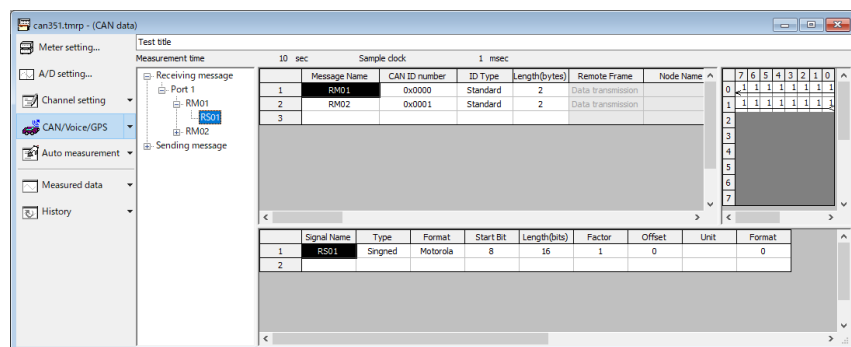 can351.tmrp - (CAN data)
Meter setting...
A/D setting...
Channel setting
CAN/Voice/GPS
Auto measurement
Measured data
History
Test title
Measurement time 10 sec Sample clock 1 msec
Receiving message
Port 1
RM01
RS01
RM02
Sending message
Message Name CAN ID number ID Type Length(bytes) Remote Frame Node Name
1 RM01 0x0000 Standard 2 Data transmission
2 RM02 0x0001 Standard 2 Data transmission
3
7 6 5 4 3 2 1 0
0 1 1 1 1 1 1 1 1
1 1 1 1 1 1 1 1 1
2
3
4
5
6
7
Signal Name Type Format Start Bit Length(bits) Factor Offset Unit Format
1 RS01 Singned Motorola 8 16 1 0 0
2